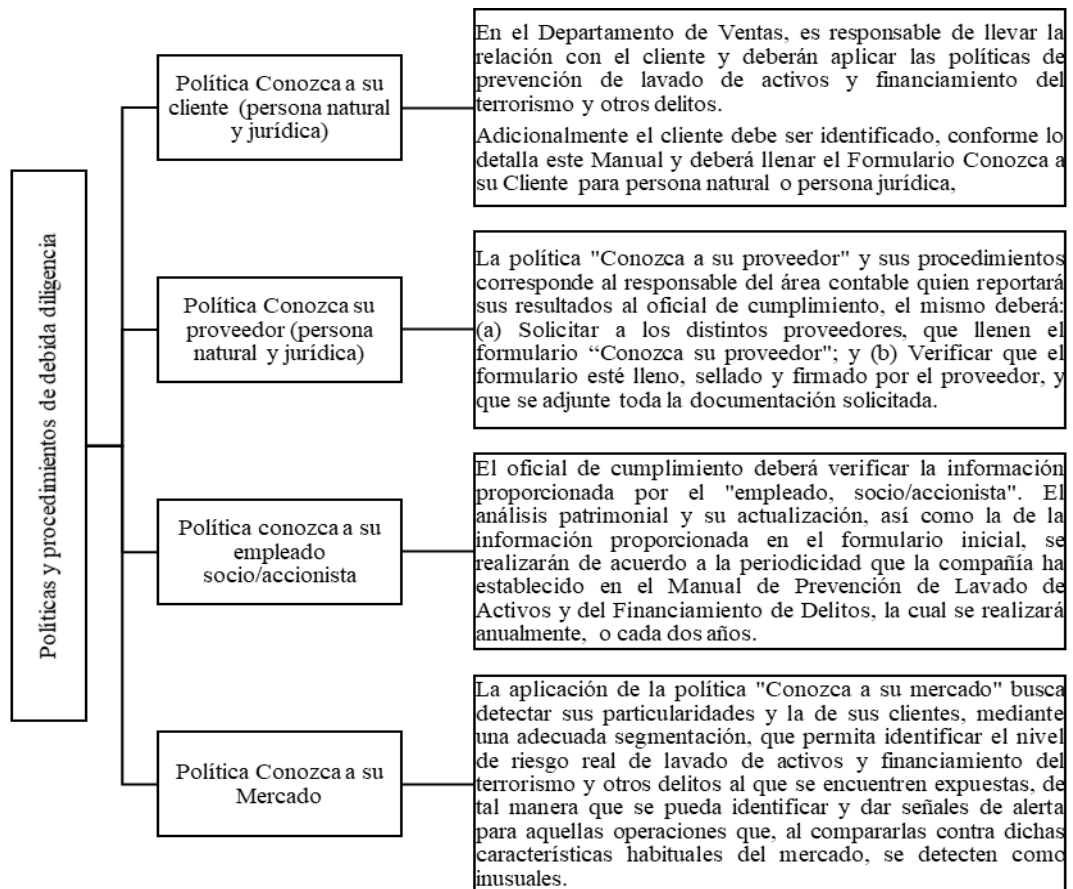 Políticas y procedimientos de debida diligencia
Política Conozca a su
cliente (persona natural
y jurídica)
En el Departamento de Ventas, es responsable de llevar la
relación con el cliente y deberán aplicar las políticas de
prevención de lavado de activos y financiamiento del
terrorismo y otros delitos.
Adicionalmente el cliente debe ser identificado, conforme lo
detalla este Manual y deberá llenar el Formulario Conozca a
su Cliente para persona natural o persona jurídica,
Política Conozca su
proveedor (persona
natural y jurídica)
La política "Conozca a su proveedor" y sus procedimientos
corresponde al responsable del área contable quien reportará
sus resultados al oficial de cumplimiento, el mismo deberá:
(a) Solicitar a los distintos proveedores, que llenen el
formulario “Conozca su proveedor"; y (b) Verificar que el
formulario esté lleno, sellado y firmado por el proveedor, y
que se adjunte toda la documentación solicitada.
Política conozca a su
empleado
socio/accionista
El oficial de cumplimiento deberá verificar la información
proporcionada por el "empleado, socio/accionista". El
análisis patrimonial y su actualización, así como la de la
información proporcionada en el formulario inicial, se
realizarán de acuerdo a la periodicidad que la compañía ha
establecido en el Manual de Prevención de Lavado de
Activos y del Financiamiento de Delitos, la cual se realizará
anualmente, o cada dos años.
Política Conozca a su
Mercado
La aplicación de la política "Conozca a su mercado" busca
detectar sus particularidades y la de sus clientes, mediante
una adecuada segmentación, que permita identificar el nivel
de riesgo real de lavado de activos y financiamiento del
terrorismo y otros delitos al que se encuentren expuestas, de
tal manera que se pueda identificar y dar señales de alerta
para aquellas operaciones que, al compararlas contra dichas
características habituales del mercado, se detecten como
inusuales.